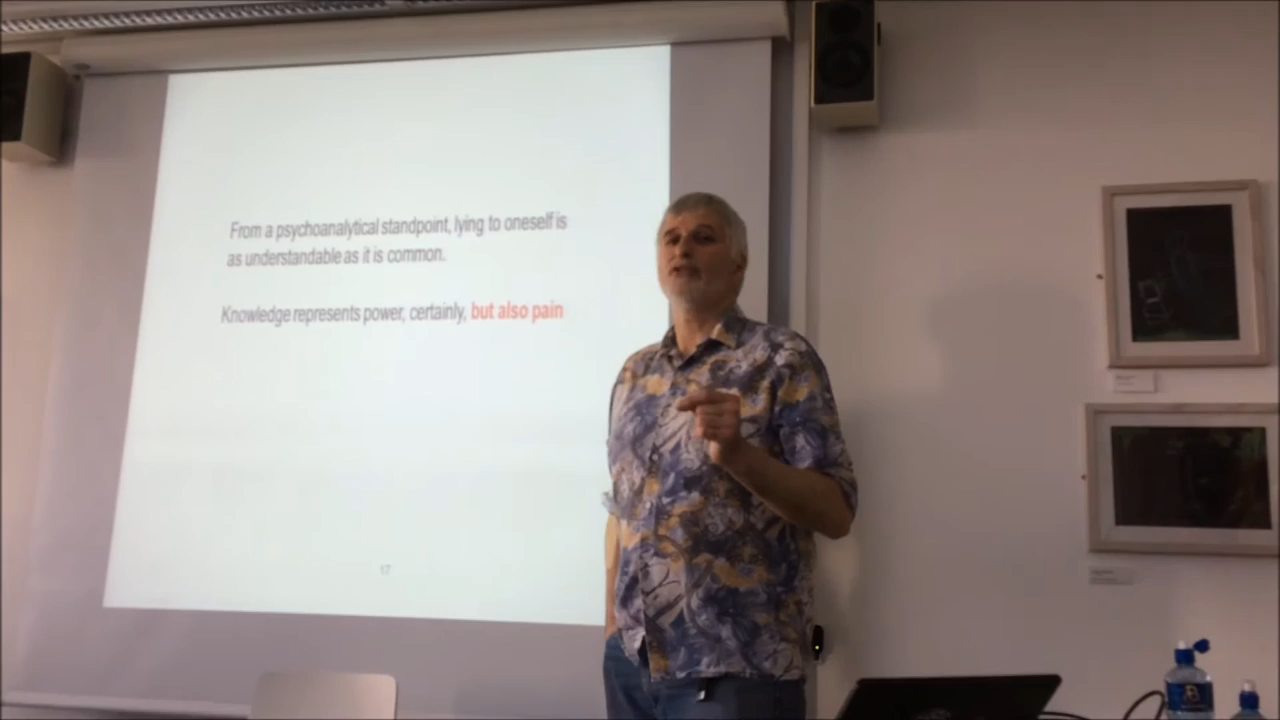 From a psychoanalytical standpoint, lying to oneself is
as understandable as it is common.
Knowledge represents power, certainly, but also pain
17